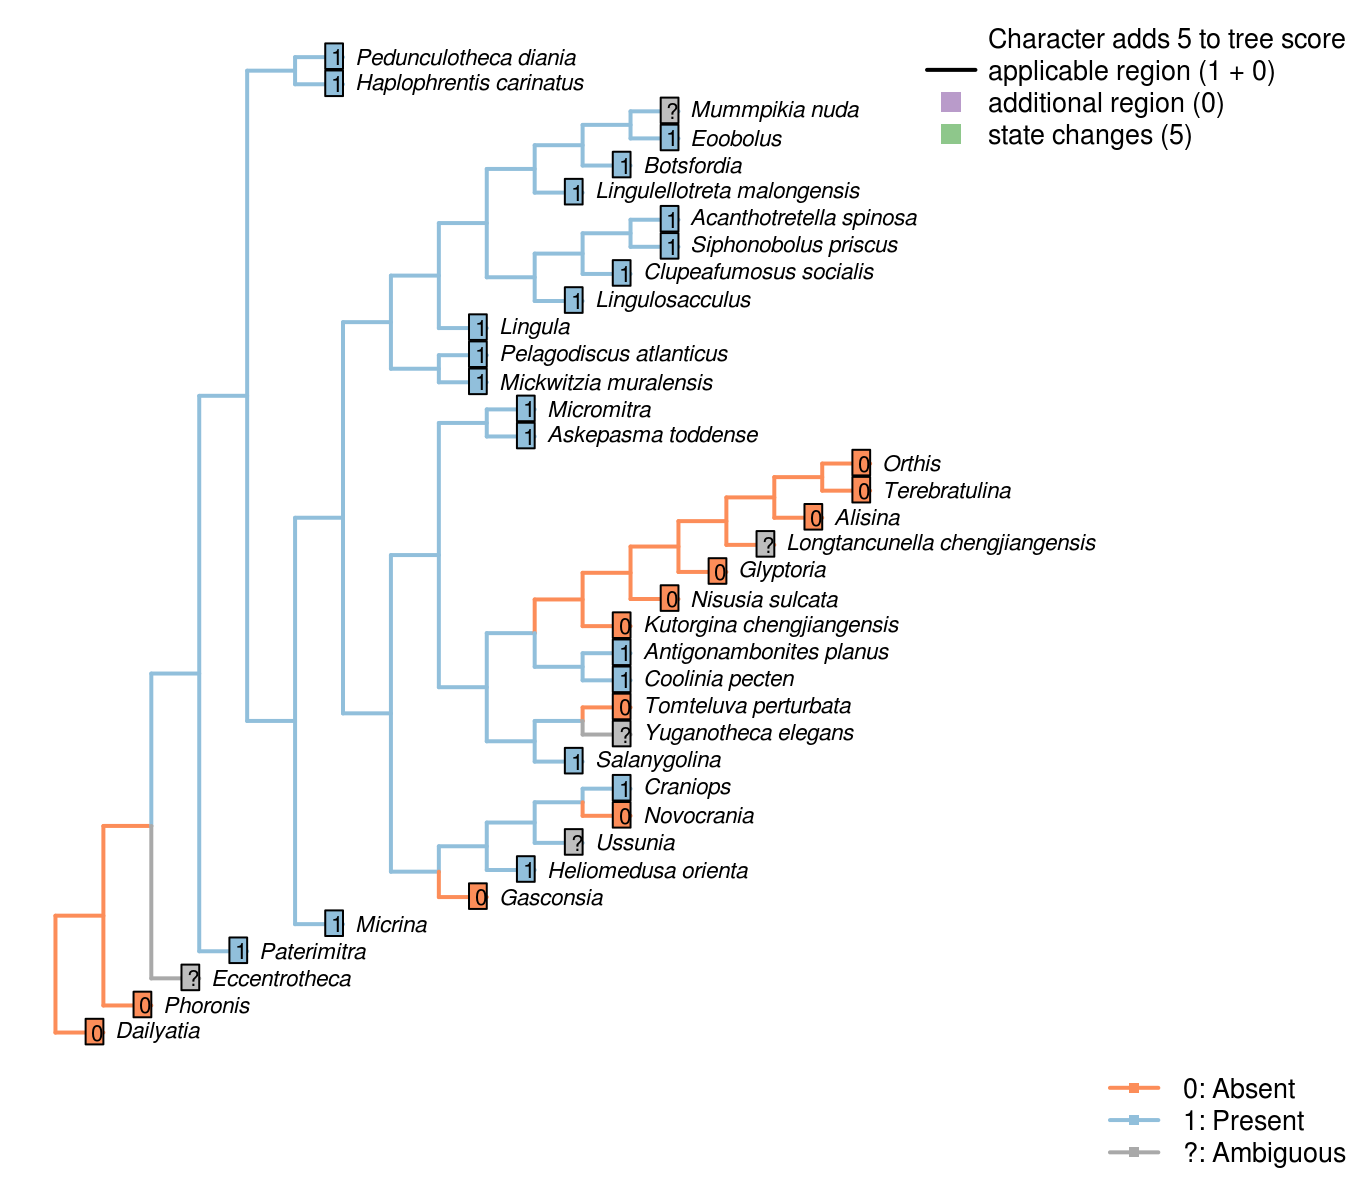 Character adds 5 to tree score
applicable region (1 + 0)
additional region (0)
state changes (5)
1 Pedunculotheca diania
1 Haplophrentis carinatus
? Mummpikia nuda
1 Eoobolus
1 Botsfordia
1 Lingulellotreta malongensis
1 Acanthotretella spinosa
1 Siphonobolus priscus
1 Clupeafumosus socialis
1 Lingulosacculus
1 Lingula
1 Pelagodiscus atlanticus
1 Mickwitzia muralensis
1 Micromitra
1 Askepasma toddense
0 Orthis
0 Terebratulina
0 Alisina
? Longtancunella chengjiangensis
0 Glyptoria
0 Nisusia sulcata
0 Kutorgina chengjiangensis
1 Antigonambonites planus
1 Coolinia pecten
0 Tomteluva perturbata
? Yuganotheca elegans
1 Salanygolina
1 Craniops
0 Novocrania
? Ussunia
1 Heliomedusa orienta
0 Gasconsia
1 Micrina
1 Paterimitra
? Eccentrotheca
0 Phoronis
0 Dailyatia
0: Absent
1: Present
?: Ambiguous